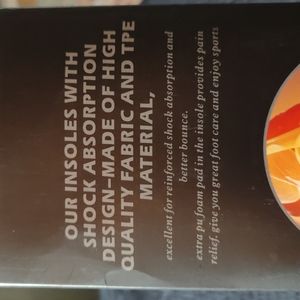 OUR INSOLES WITH
SHOCK ABSORPTION
DESIGN-MADE OF HIGH
QUALITY FABRIC AND TPE
MATERIAL,
excellent for reinforced shock absorption and
better bounce.
extra pu foam pad in the insole provides pain
relief. give you great foot care and enjoy sports